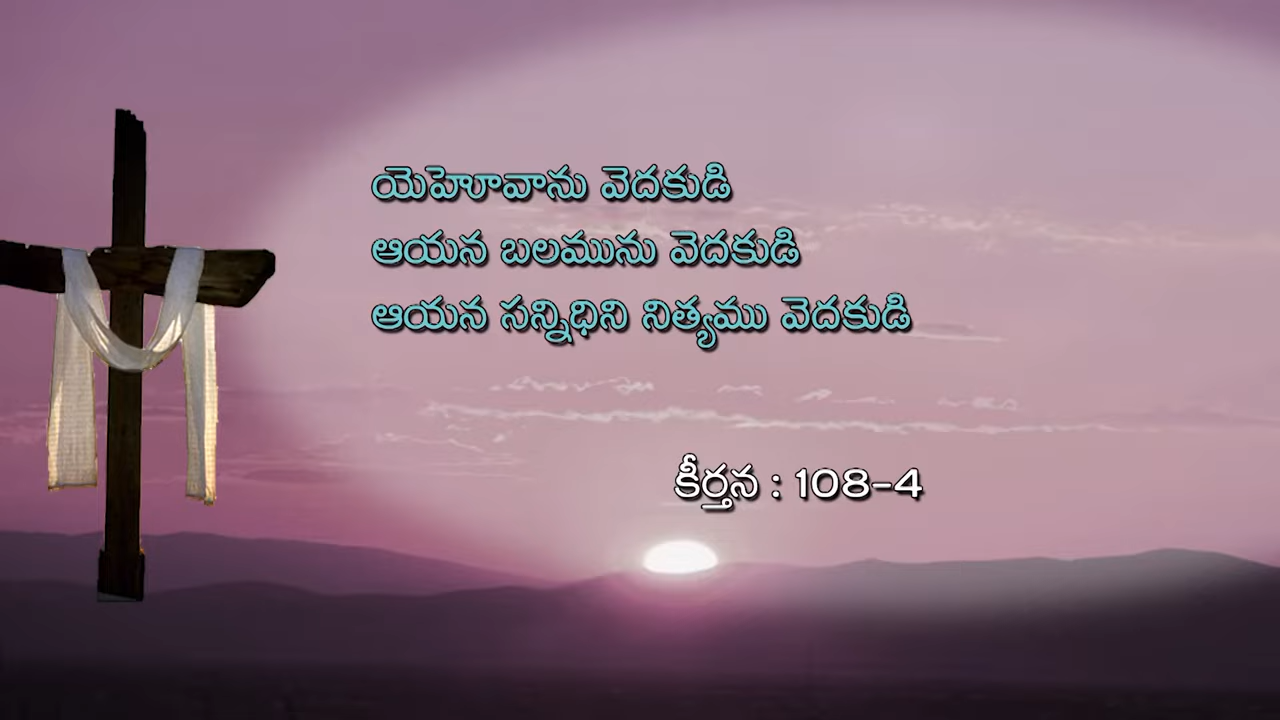 యెహెూవాను వెదకుడి
ఆయన బలమును వెదకుడి
ఆయన సన్నిధిని నిత్యము వెదకుడి
కీర్తన : 108-4